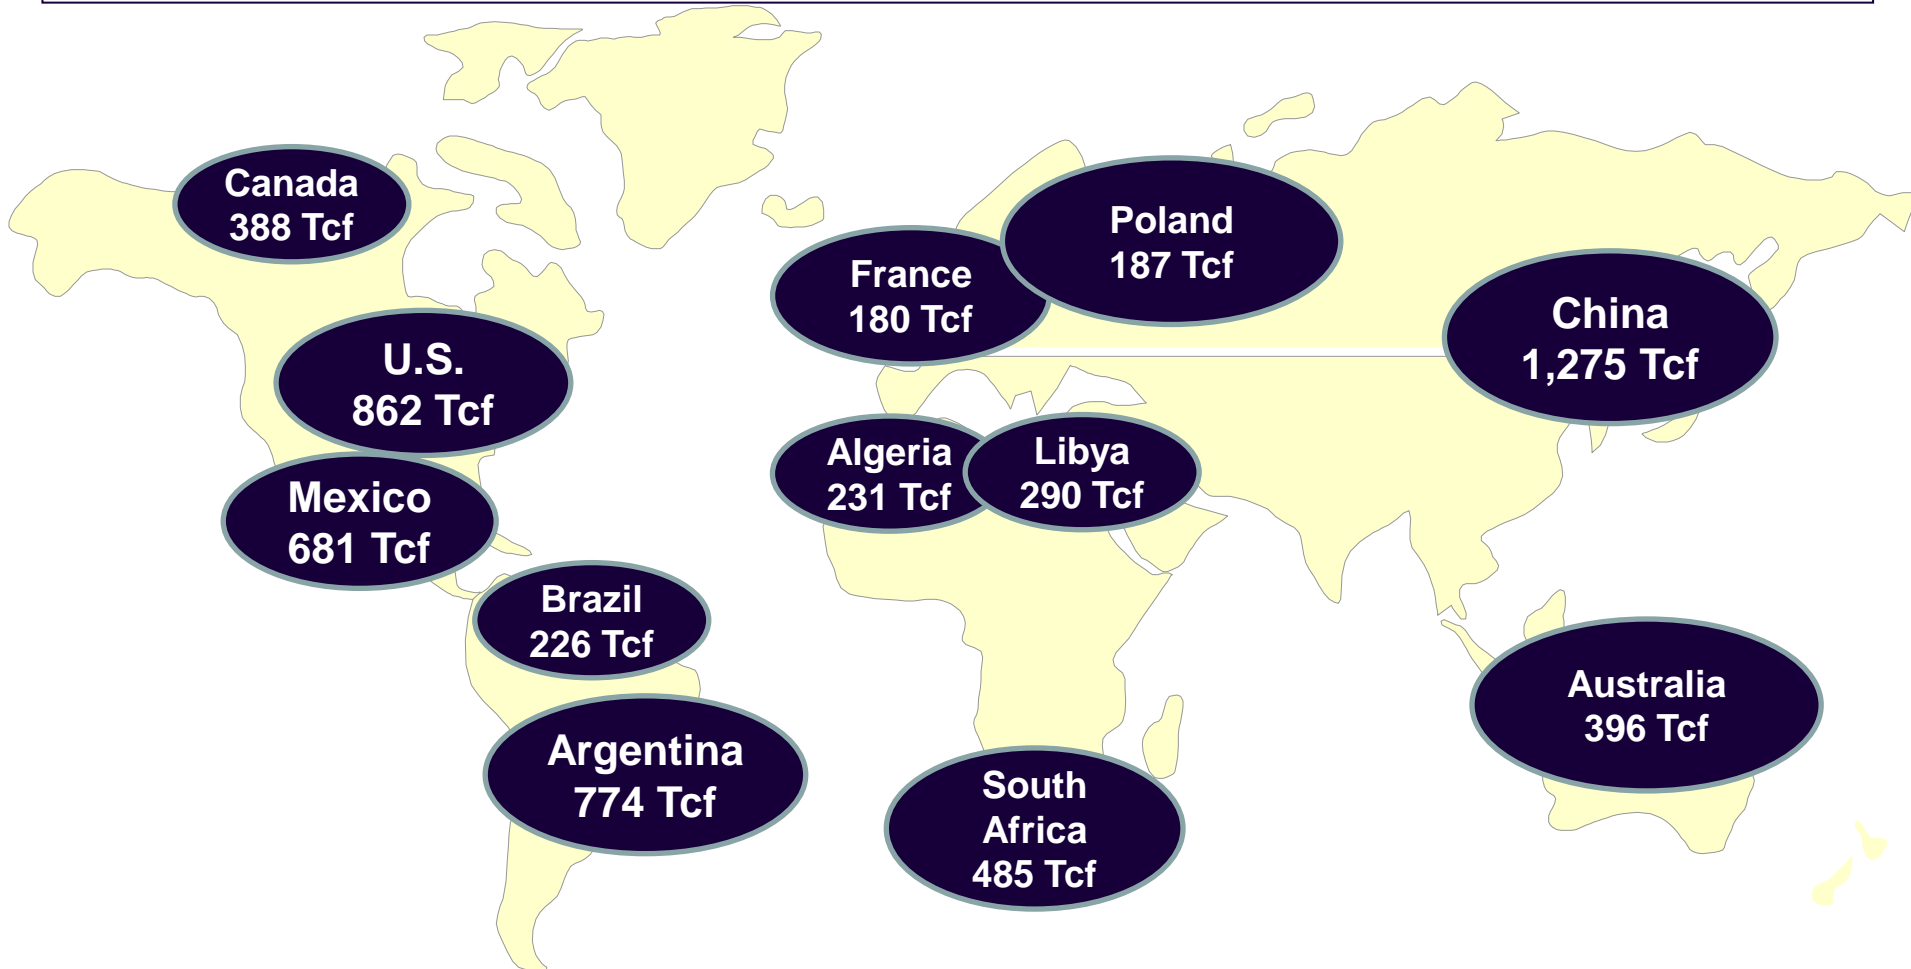 Canada
388 Tcf
U.S.
862 Tcf
Mexico
681 Tcf
Brazil
226 Tcf
Argentina
774 Tcf
France
180 Tcf
Poland
187 Tcf
Algeria
231 Tcf
Libya
290 Tcf
South
Africa
485 Tcf
China
1,275 Tcf
Australia
396 Tcf